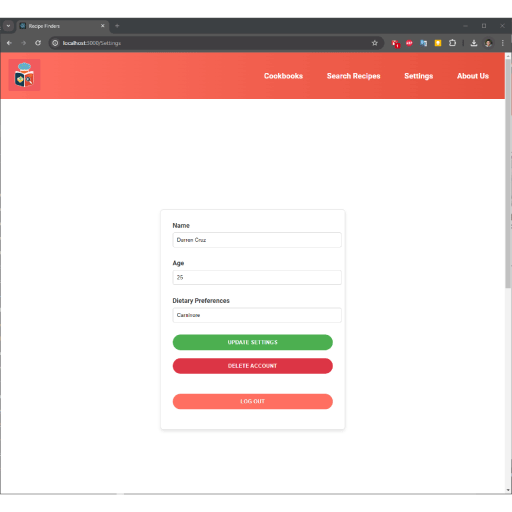 Recipe Finders
localhost:3000/Settings
Cookbooks
Search Recipes
Settings
About Us
Name
Darren Cruz
Age
25
Dietary Preferences
Carnivore
UPDATE SETTINGS
DELETE ACCOUNT
LOG OUT